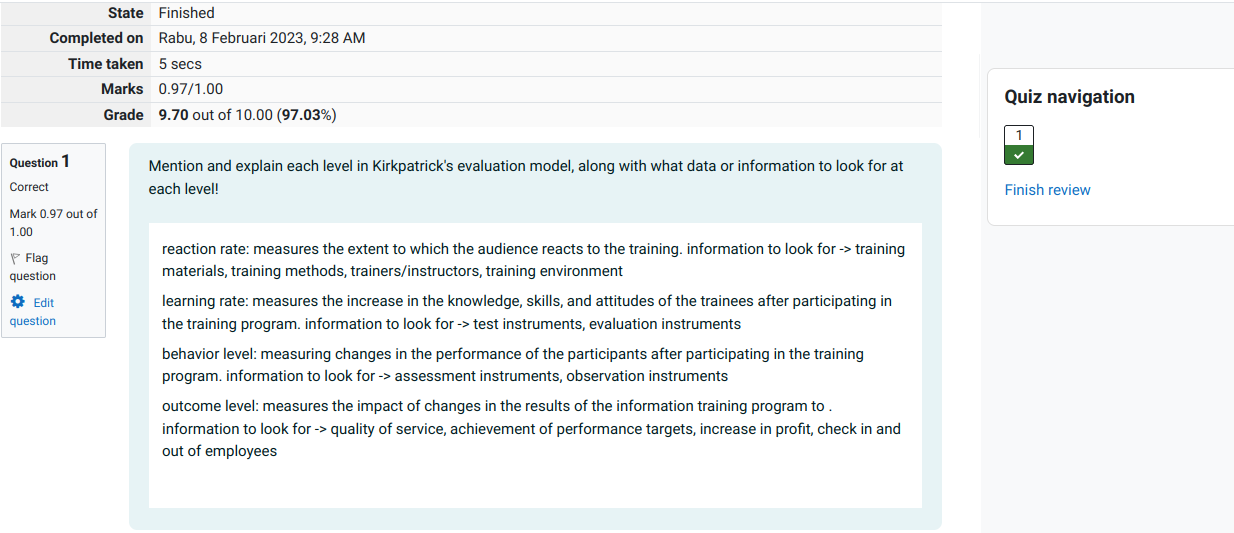 State Finished
Completed on Rabu, 8 Februari 2023, 9:28 AM
Time taken 5 secs
Marks 0.97/1.00
Grade 9.70 out of 10.00 (97.03%)
Question 1
Correct
Mark 0.97 out of
1.00
Flag
question
Edit
question
Mention and explain each level in Kirkpatrick's evaluation model, along with what data or information to look for at
each level!
reaction rate: measures the extent to which the audience reacts to the training. information to look for -> training
materials, training methods, trainers/instructors, training environment
learning rate: measures the increase in the knowledge, skills, and attitudes of the trainees after participating in
the training program. information to look for -> test instruments, evaluation instruments
behavior level: measuring changes in the performance of the participants after participating in the training
program. information to look for -> assessment instruments, observation instruments
outcome level: measures the impact of changes in the results of the information training program to .
information to look for -> quality of service, achievement of performance targets, increase in profit, check in and
out of employees
Quiz navigation
1
Finish review